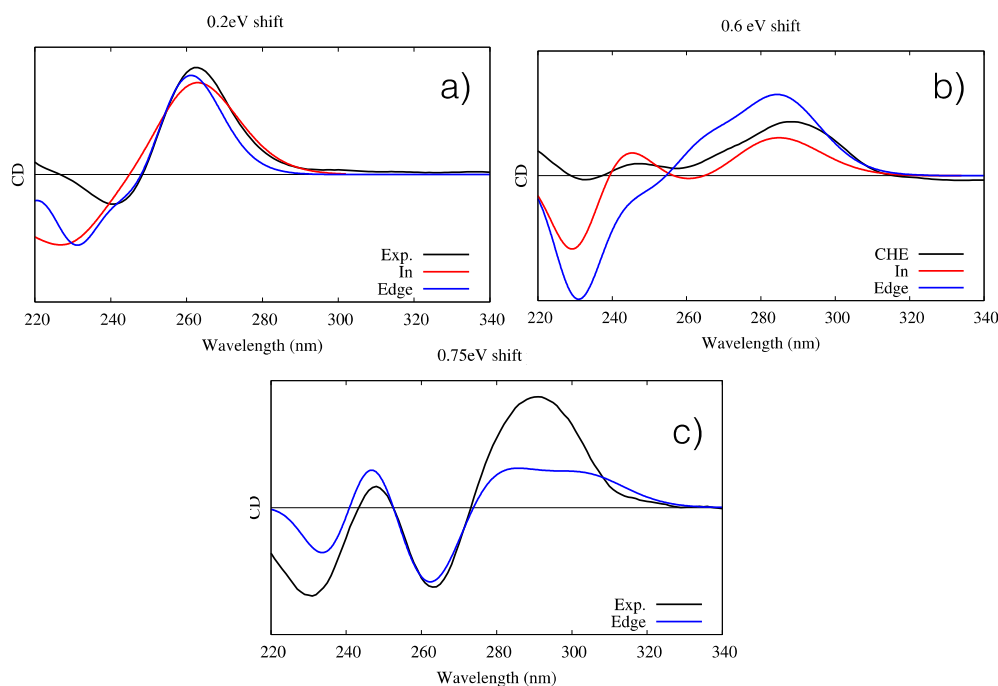 0.2eV shift
a)
CD
Exp.
In
Edge
220 240 260 280 300 320 340
Wavelength (nm)
0.6 eV shift
b)
CD
CHE
In
Edge
220 240 260 280 300 320 340
Wavelength (nm)
0.75eV shift
c)
CD
Exp.
Edge
220 240 260 280 300 320 340
Wavelength (nm)